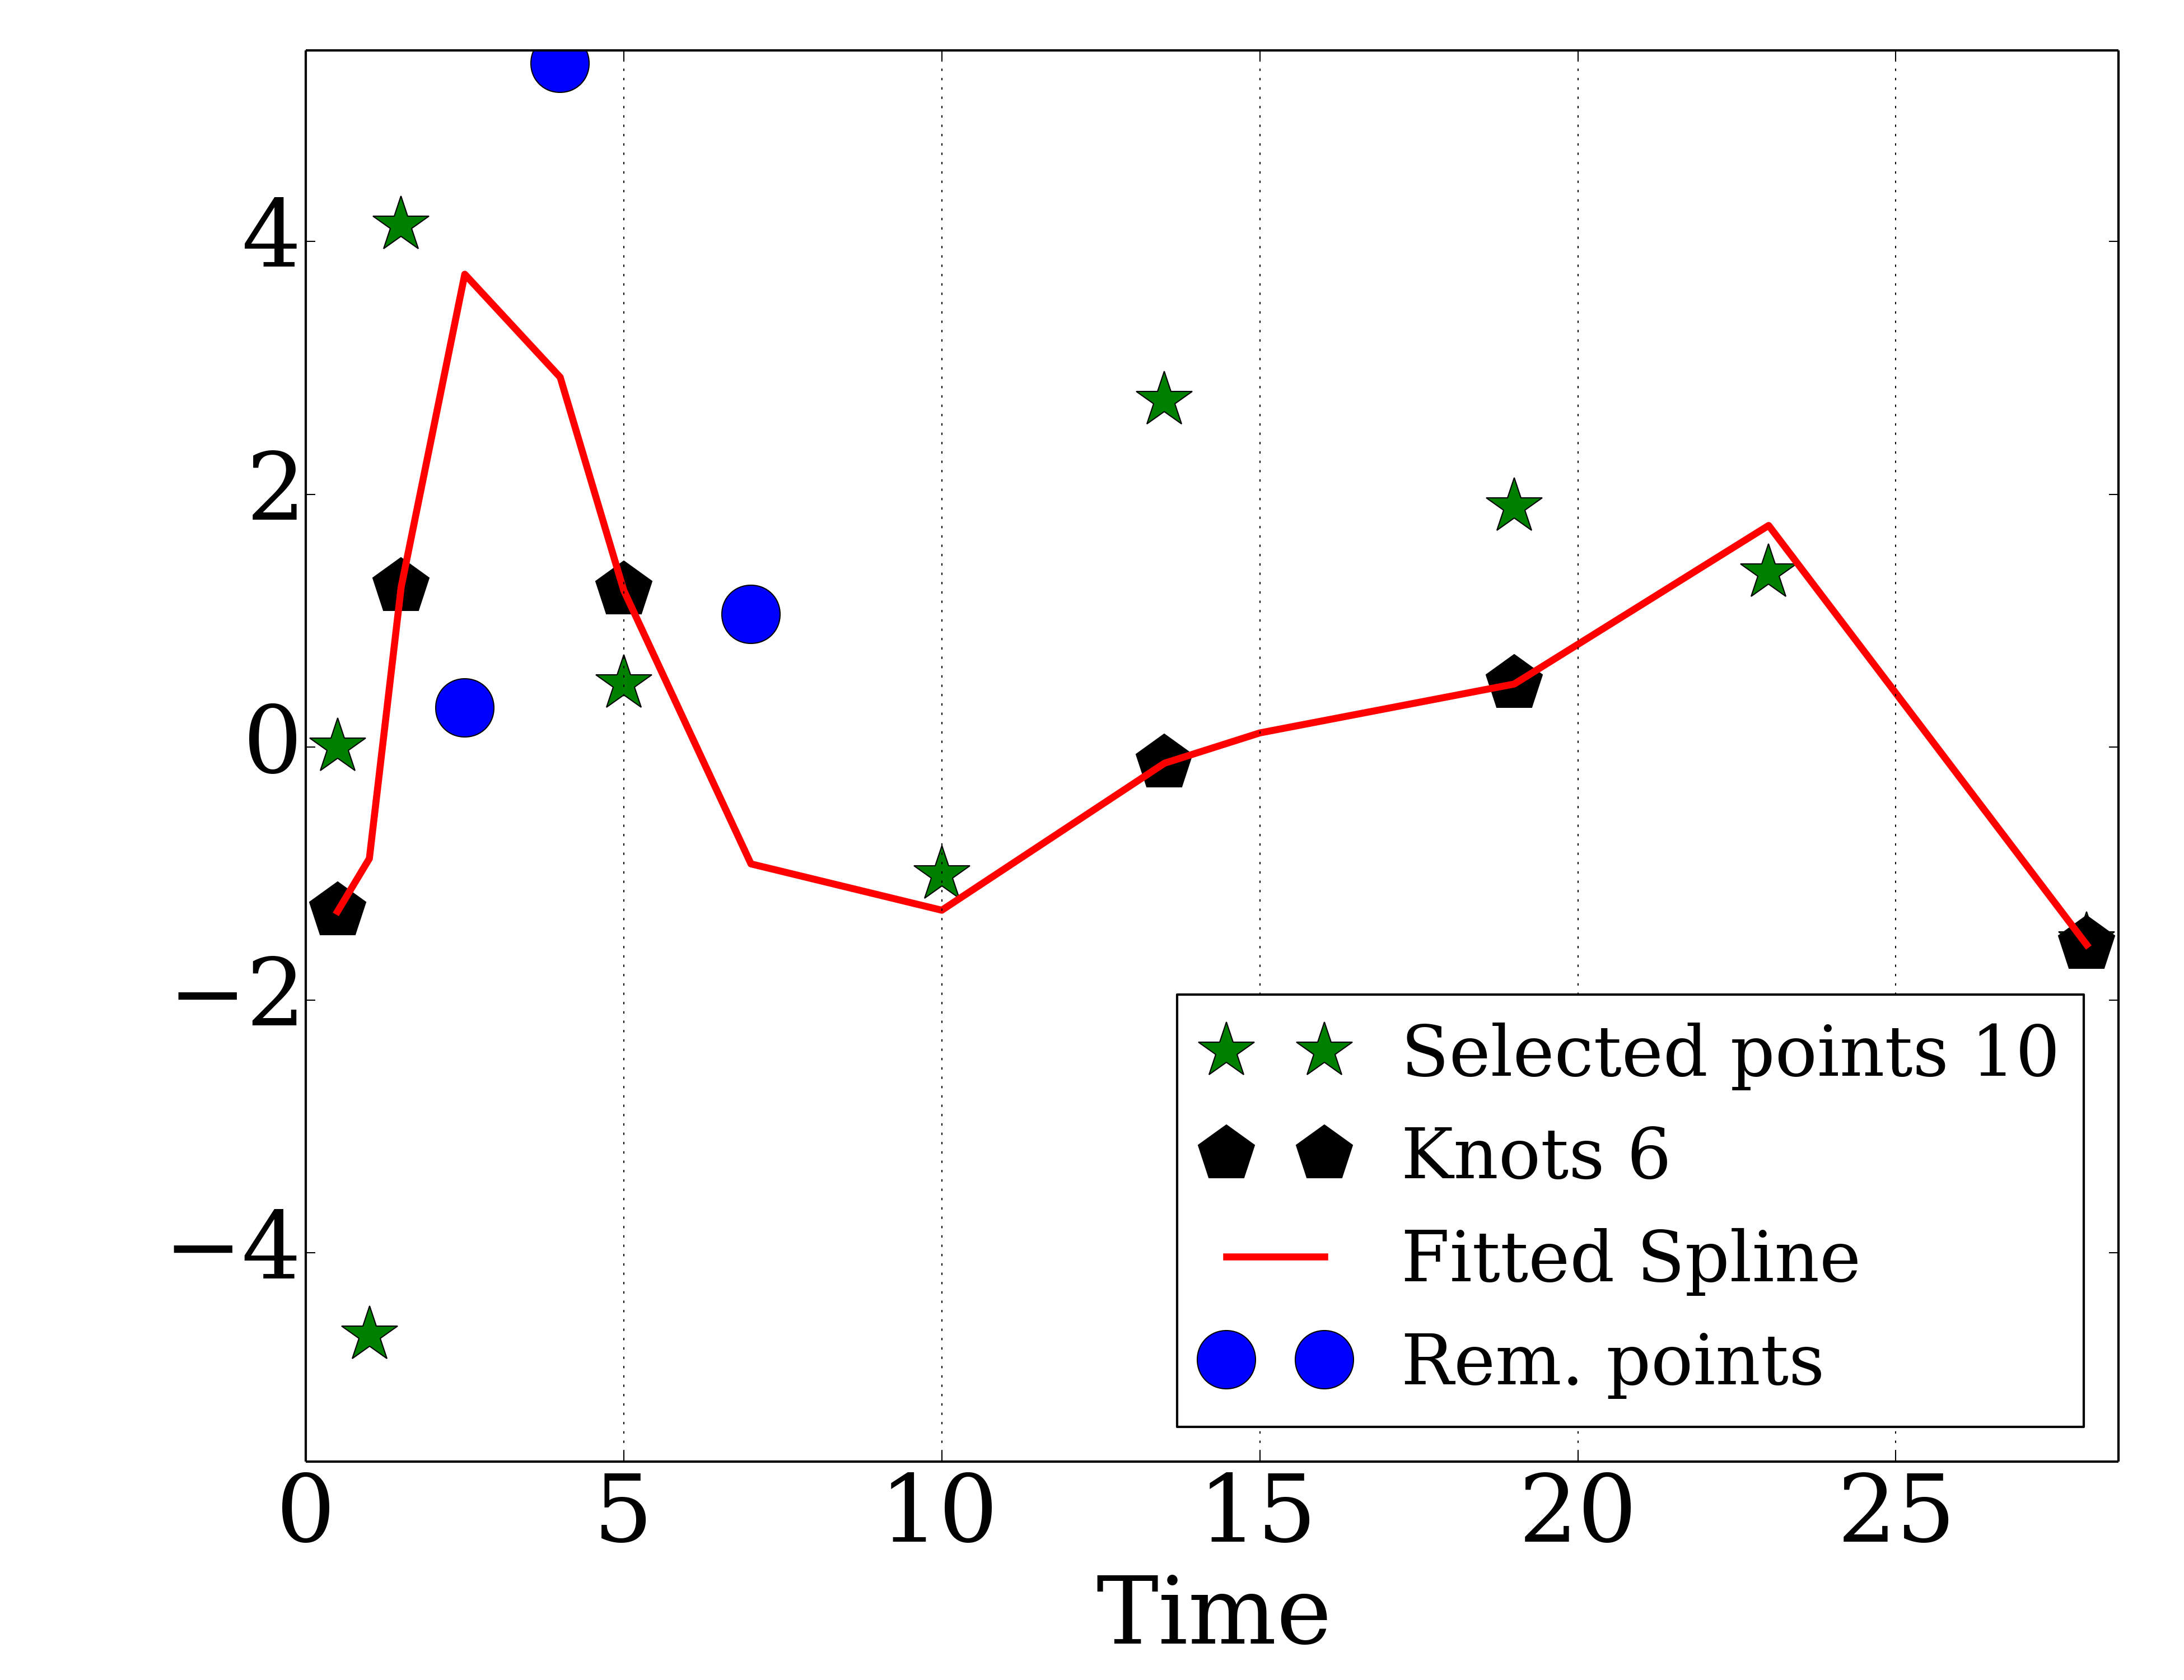 4
2
0
−2
−4
Selected points 10
Knots 6
Fitted Spline
Rem. points
0 5 10 15 20 25
Time